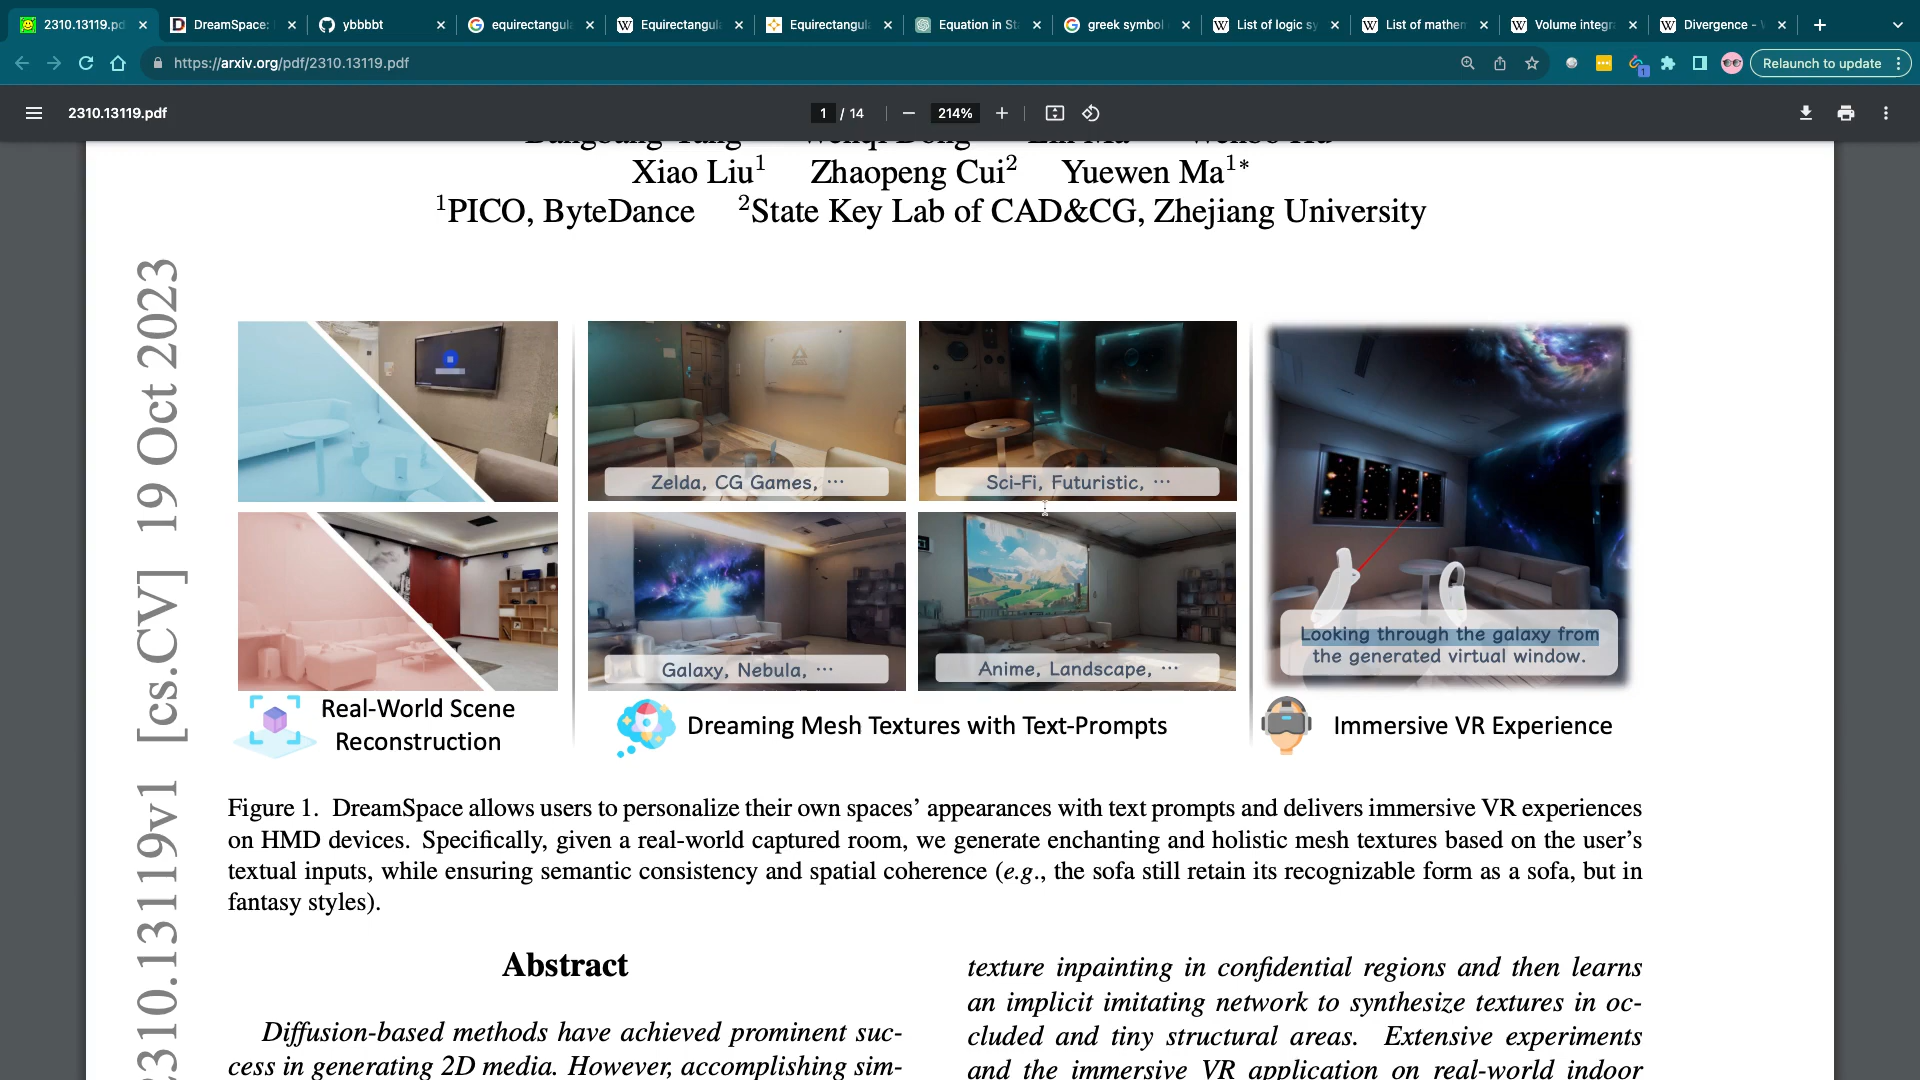 2310.13119.pd
DreamSpace:
ybbbbt
equirectangul
Equirectangul
Equirectangul
Equation in St
greek symbol
List of logic sy
List of mathem
Volume integr
Divergence -
https://arxiv.org/pdf/2310.13119.pdf
Relaunch to update
2310.13119.pdf
1 / 14
214%
Bangbang Yang Wenqi Dong Lin Ma Wenbo Hu
Xiao Liu1 Zhaopeng Cui2 Yuewen Ma1*
1PICO, ByteDance 2State Key Lab of CAD&CG, Zhejiang University
2310.13119v1 [cs.CV] 19 Oct 2023
Zelda, CG Games, ···
Sci-Fi, Futuristic, ···
Galaxy, Nebula, ···
Anime, Landscape, ···
Looking through the galaxy from
the generated virtual window.
Real-World Scene
Reconstruction
Dreaming Mesh Textures with Text-Prompts
Immersive VR Experience
Figure 1. DreamSpace allows users to personalize their own spaces’ appearances with text prompts and delivers immersive VR experiences
on HMD devices. Specifically, given a real-world captured room, we generate enchanting and holistic mesh textures based on the user’s
textual inputs, while ensuring semantic consistency and spatial coherence (e.g., the sofa still retain its recognizable form as a sofa, but in
fantasy styles).
Abstract
Diffusion-based methods have achieved prominent suc-
cess in generating 2D media. However, accomplishing sim-
texture inpainting in confidential regions and then learns
an implicit imitating network to synthesize textures in oc-
cluded and tiny structural areas. Extensive experiments
and the immersive VR application on real-world indoor